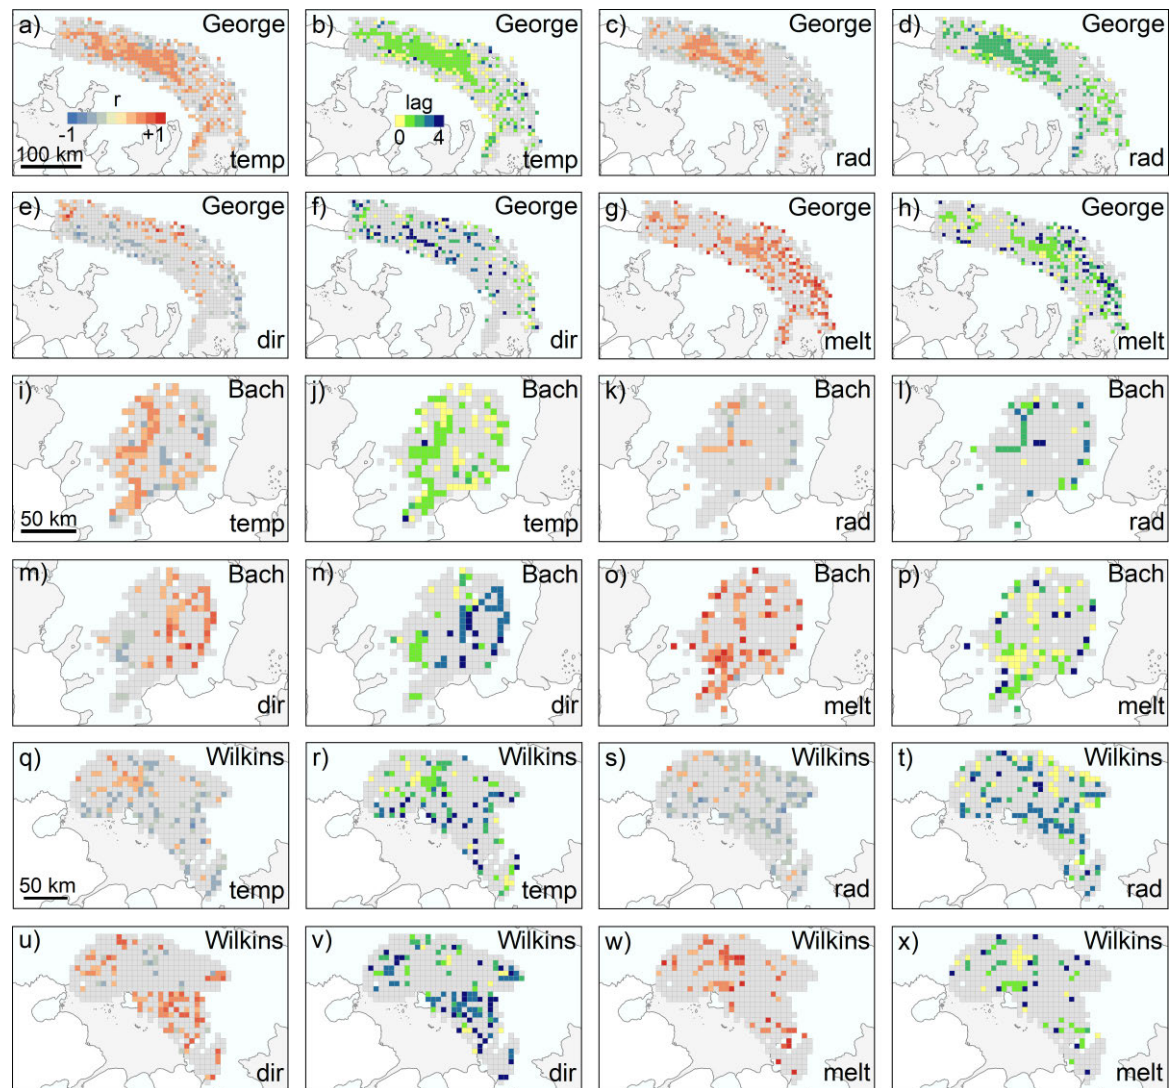 a) George
r
-1 +1
100 km
temp
b) George
lag
0 4
temp
c) George
rad
d) George
rad
e) George
dir
f) George
dir
g) George
melt
h) George
melt
i) Bach
50 km
temp
j) Bach
temp
k) Bach
rad
l) Bach
rad
m) Bach
dir
n) Bach
dir
o) Bach
melt
p) Bach
melt
q) Wilkins
50 km
temp
r) Wilkins
temp
s) Wilkins
rad
t) Wilkins
rad
u) Wilkins
dir
v) Wilkins
dir
w) Wilkins
melt
x) Wilkins
melt